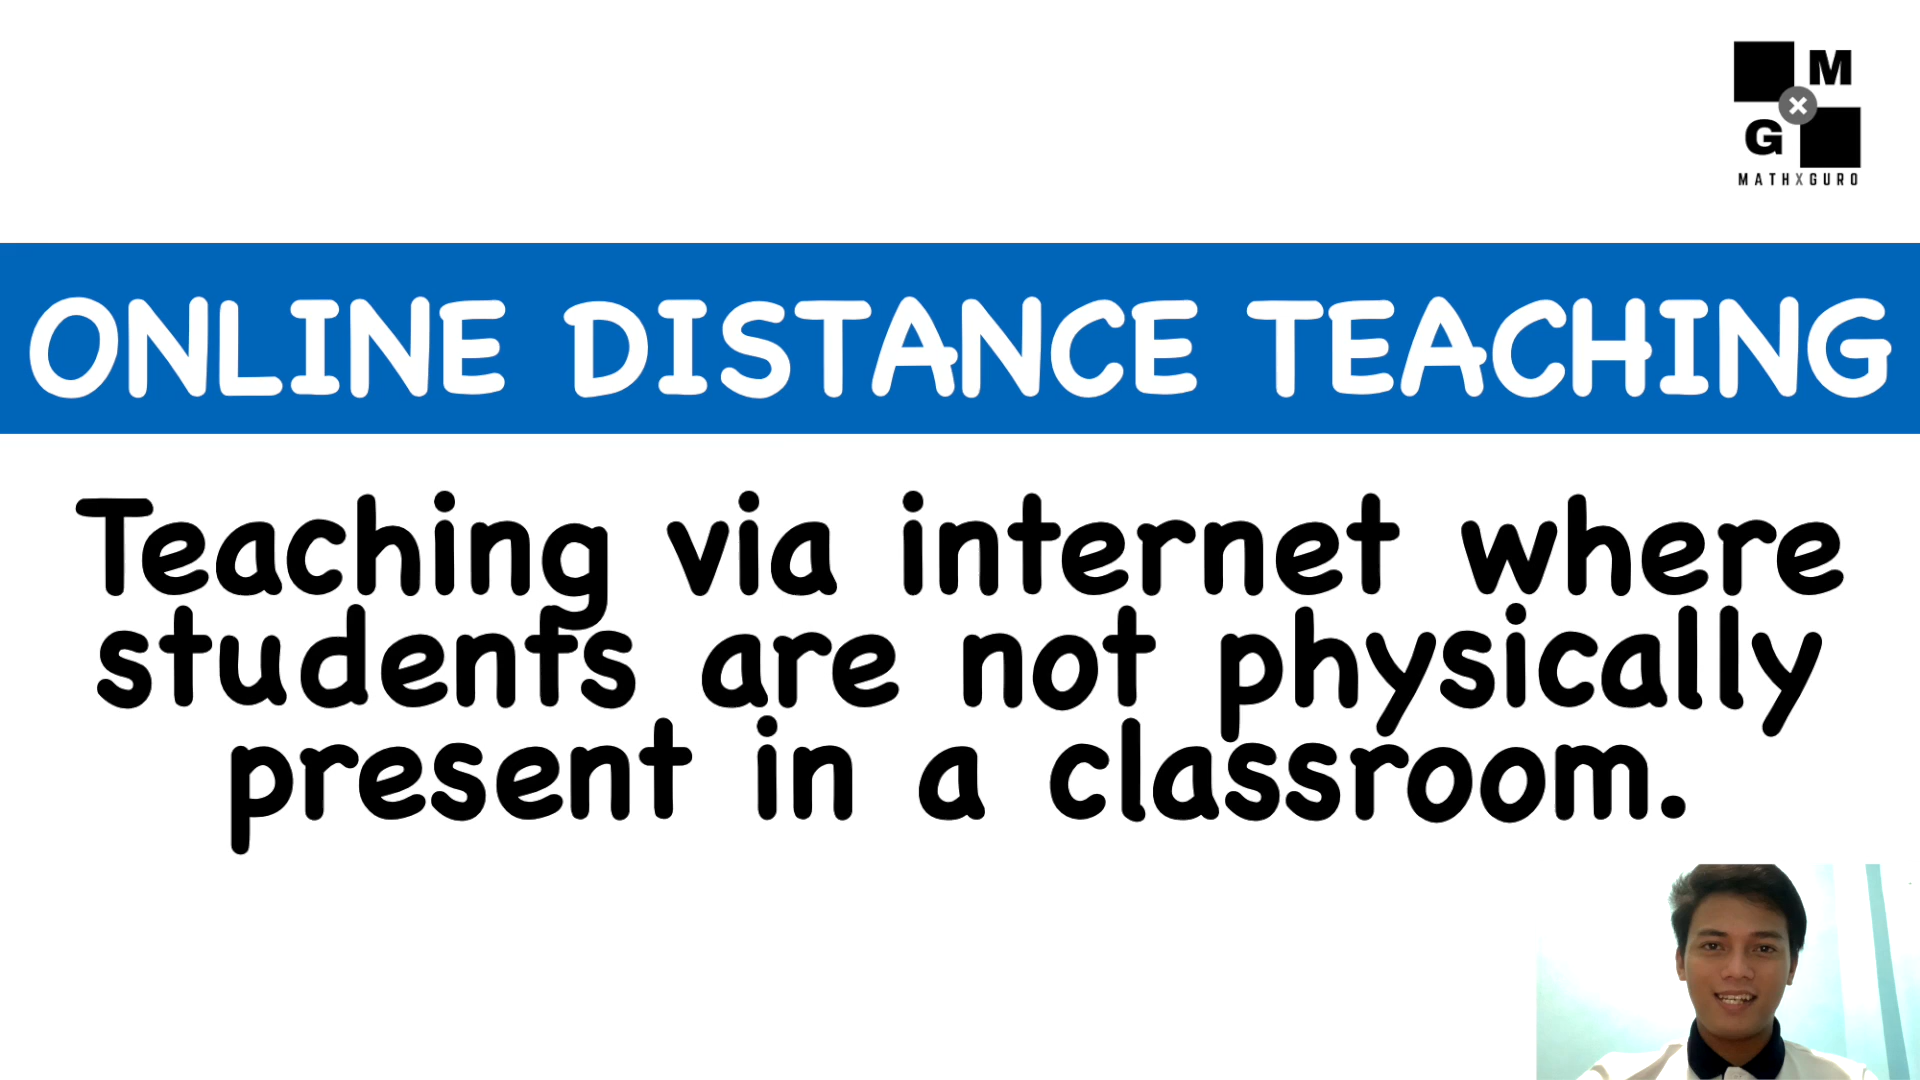 M
G
MATHXGURO
ONLINE DISTANCE TEACHING
Teaching via internet where
students are not physically
present in a classroom.